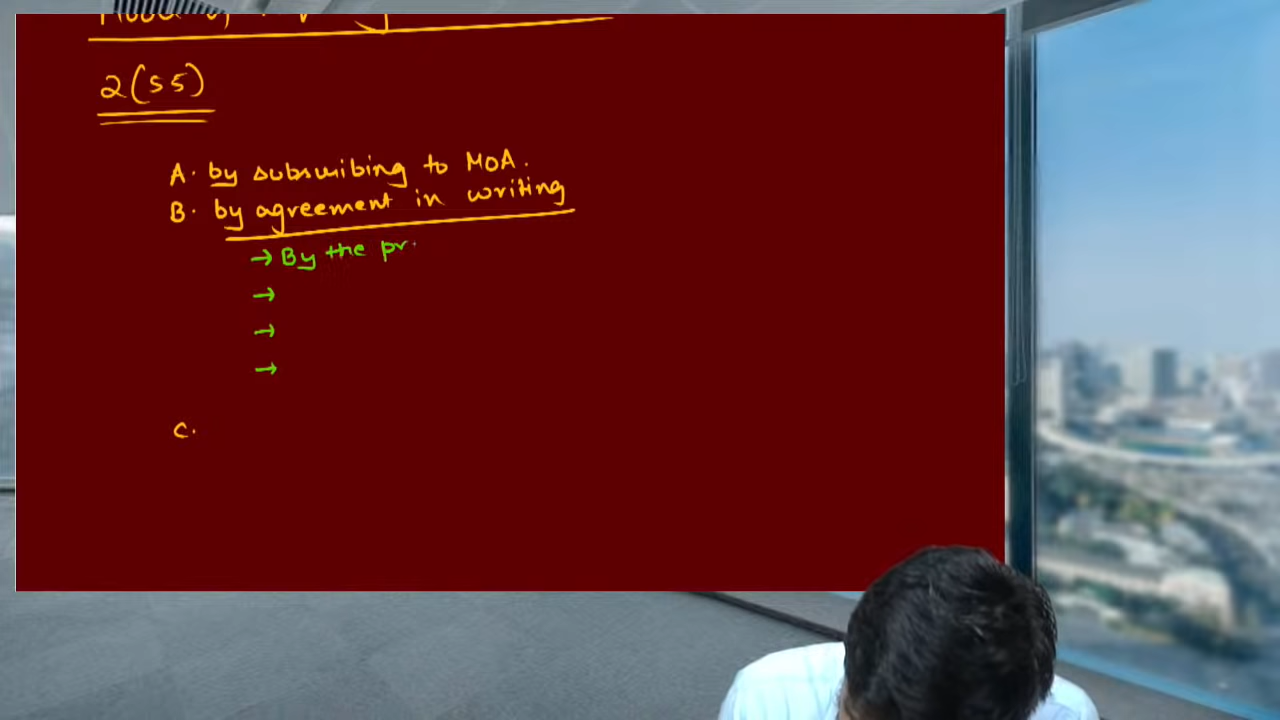 2(55)
A. by subscribing to MOA.
B. by agreement in writing
→ By the pr.
→
→
→
C.